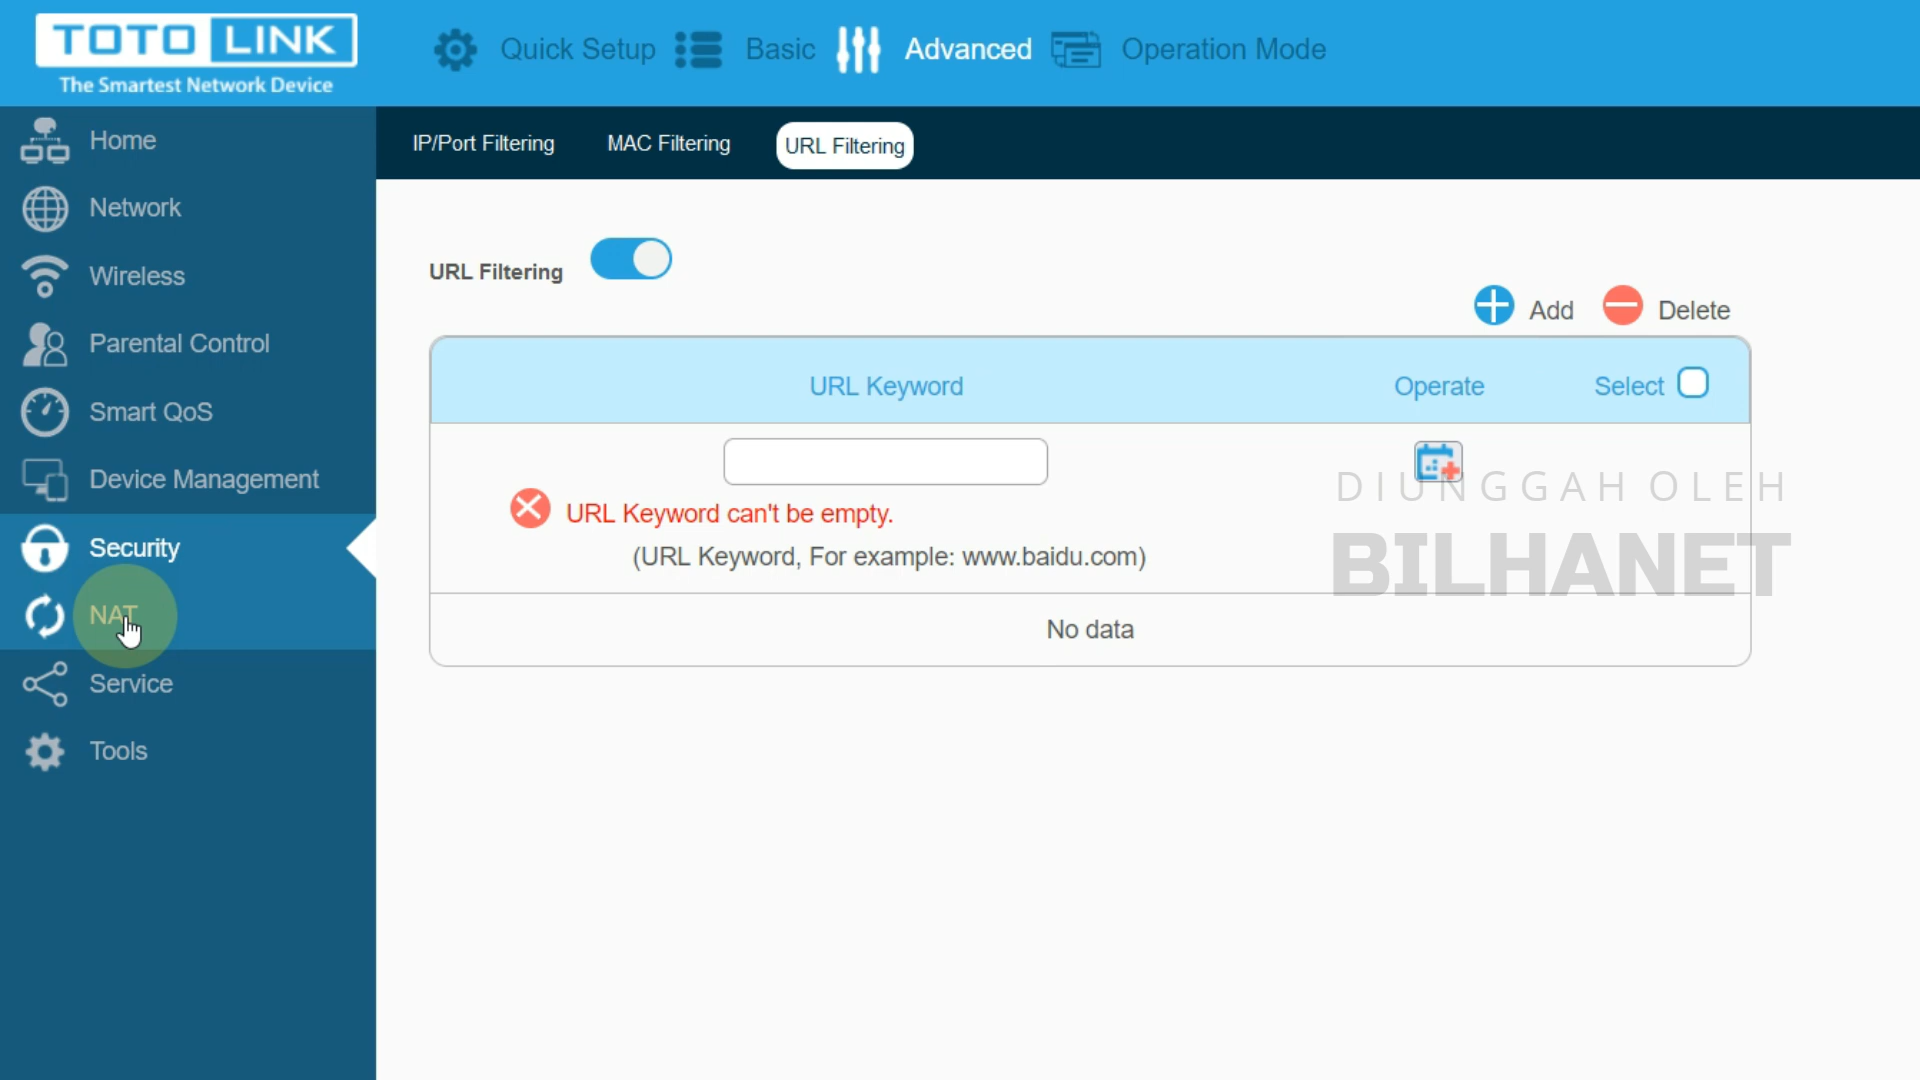 TOTO LINK
The Smartest Network Device
Quick Setup
Basic
Advanced
Operation Mode
Home
Network
Wireless
Parental Control
Smart QoS
Device Management
Security
NAT
Service
Tools
IP/Port Filtering
MAC Filtering
URL Filtering
URL Filtering
Add
Delete
URL Keyword
Operate
Select
URL Keyword can't be empty.
(URL Keyword, For example: www.baidu.com)
No data
DIUNGGAH OLEH
BILHANET